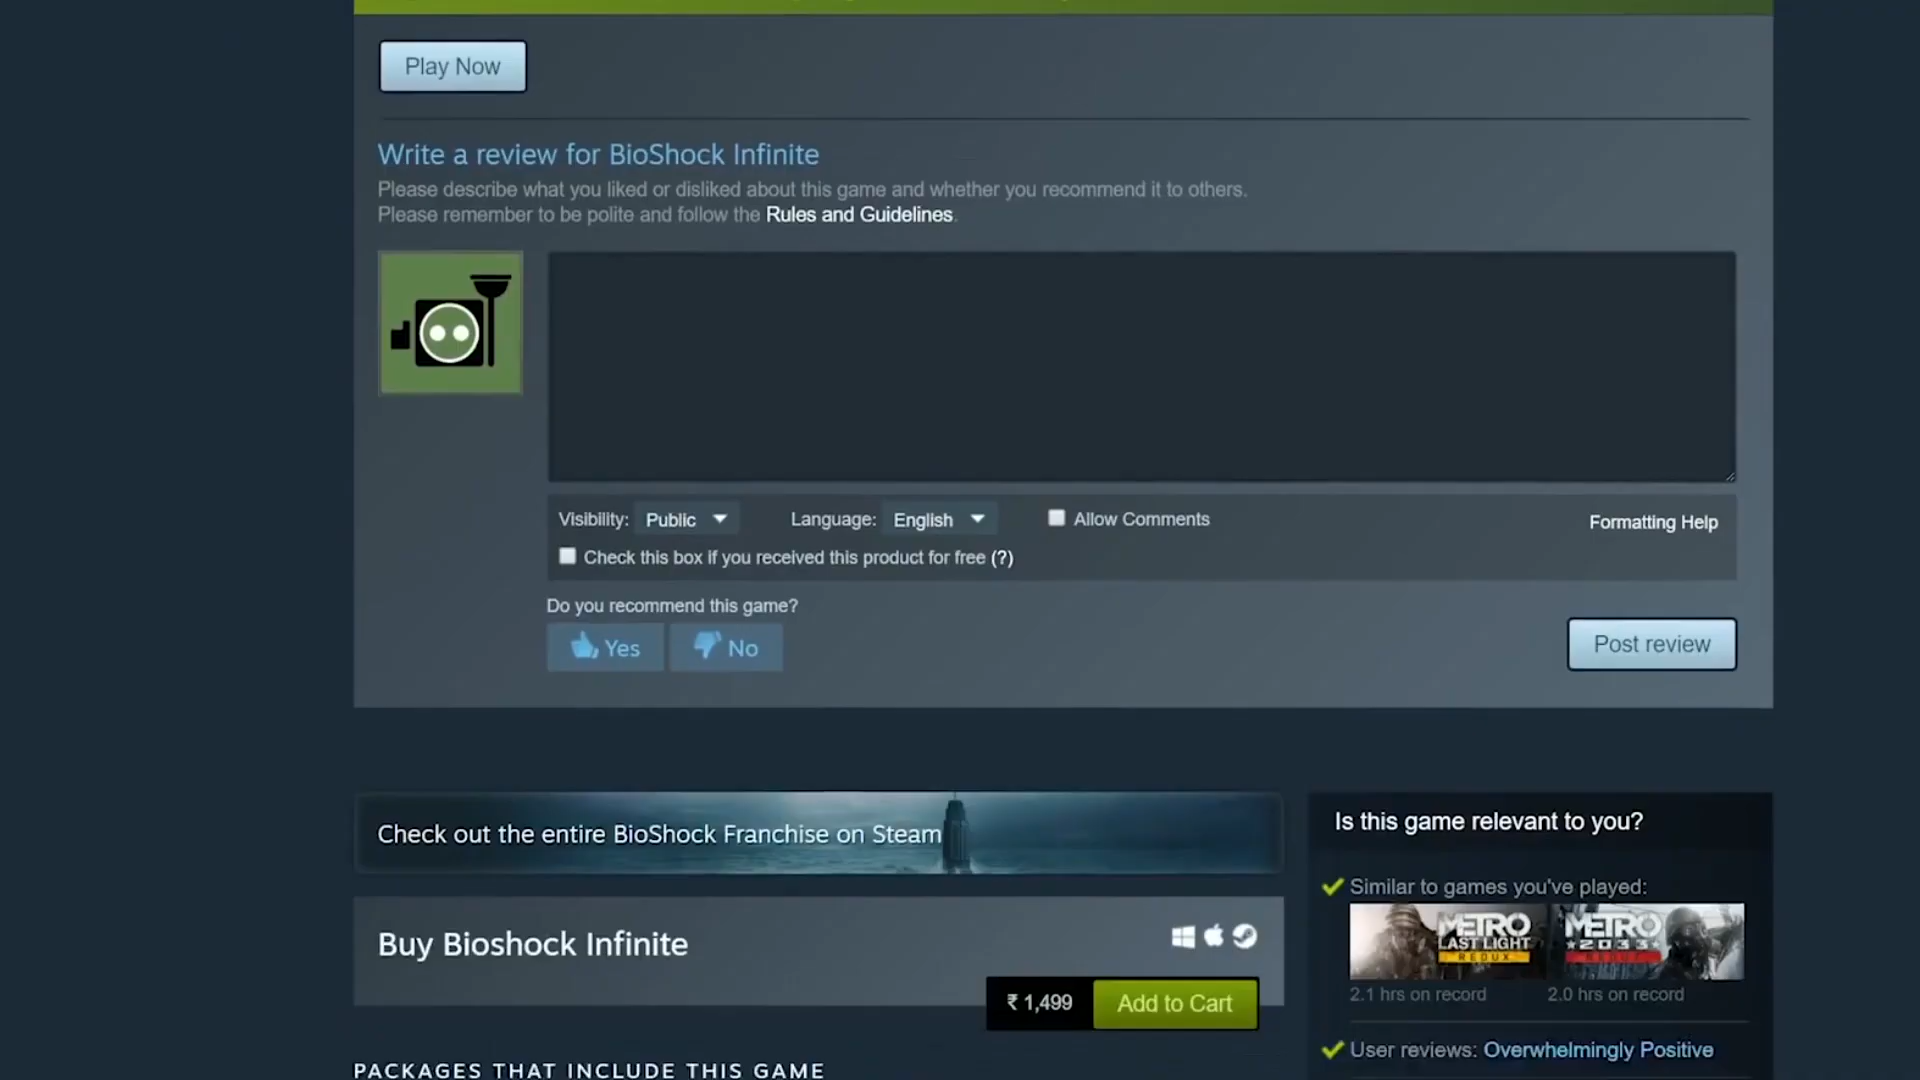 Play Now
Write a review for BioShock Infinite
Please describe what you liked or disliked about this game and whether you recommend it to others.
Please remember to be polite and follow the Rules and Guidelines.
Visibility: Public Language: English Allow Comments Formatting Help
Check this box if you received this product for free (?)
Do you recommend this game?
Yes No
Post review
Check out the entire BioShock Franchise on Steam
Buy Bioshock Infinite
₹ 1,499 Add to Cart
PACKAGES THAT INCLUDE THIS GAME
Is this game relevant to you?
Similar to games you've played:
METRO LAST LIGHT REDUX
METRO 2033 REDUX
2.1 hrs on record 2.0 hrs on record
User reviews: Overwhelmingly Positive